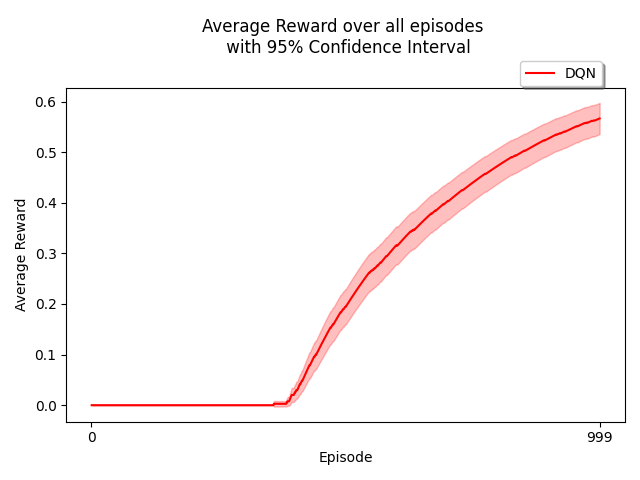 Average Reward over all episodes
with 95% Confidence Interval
DQN
0.6
0.5
0.4
0.3
0.2
0.1
0.0
Average Reward
0
999
Episode